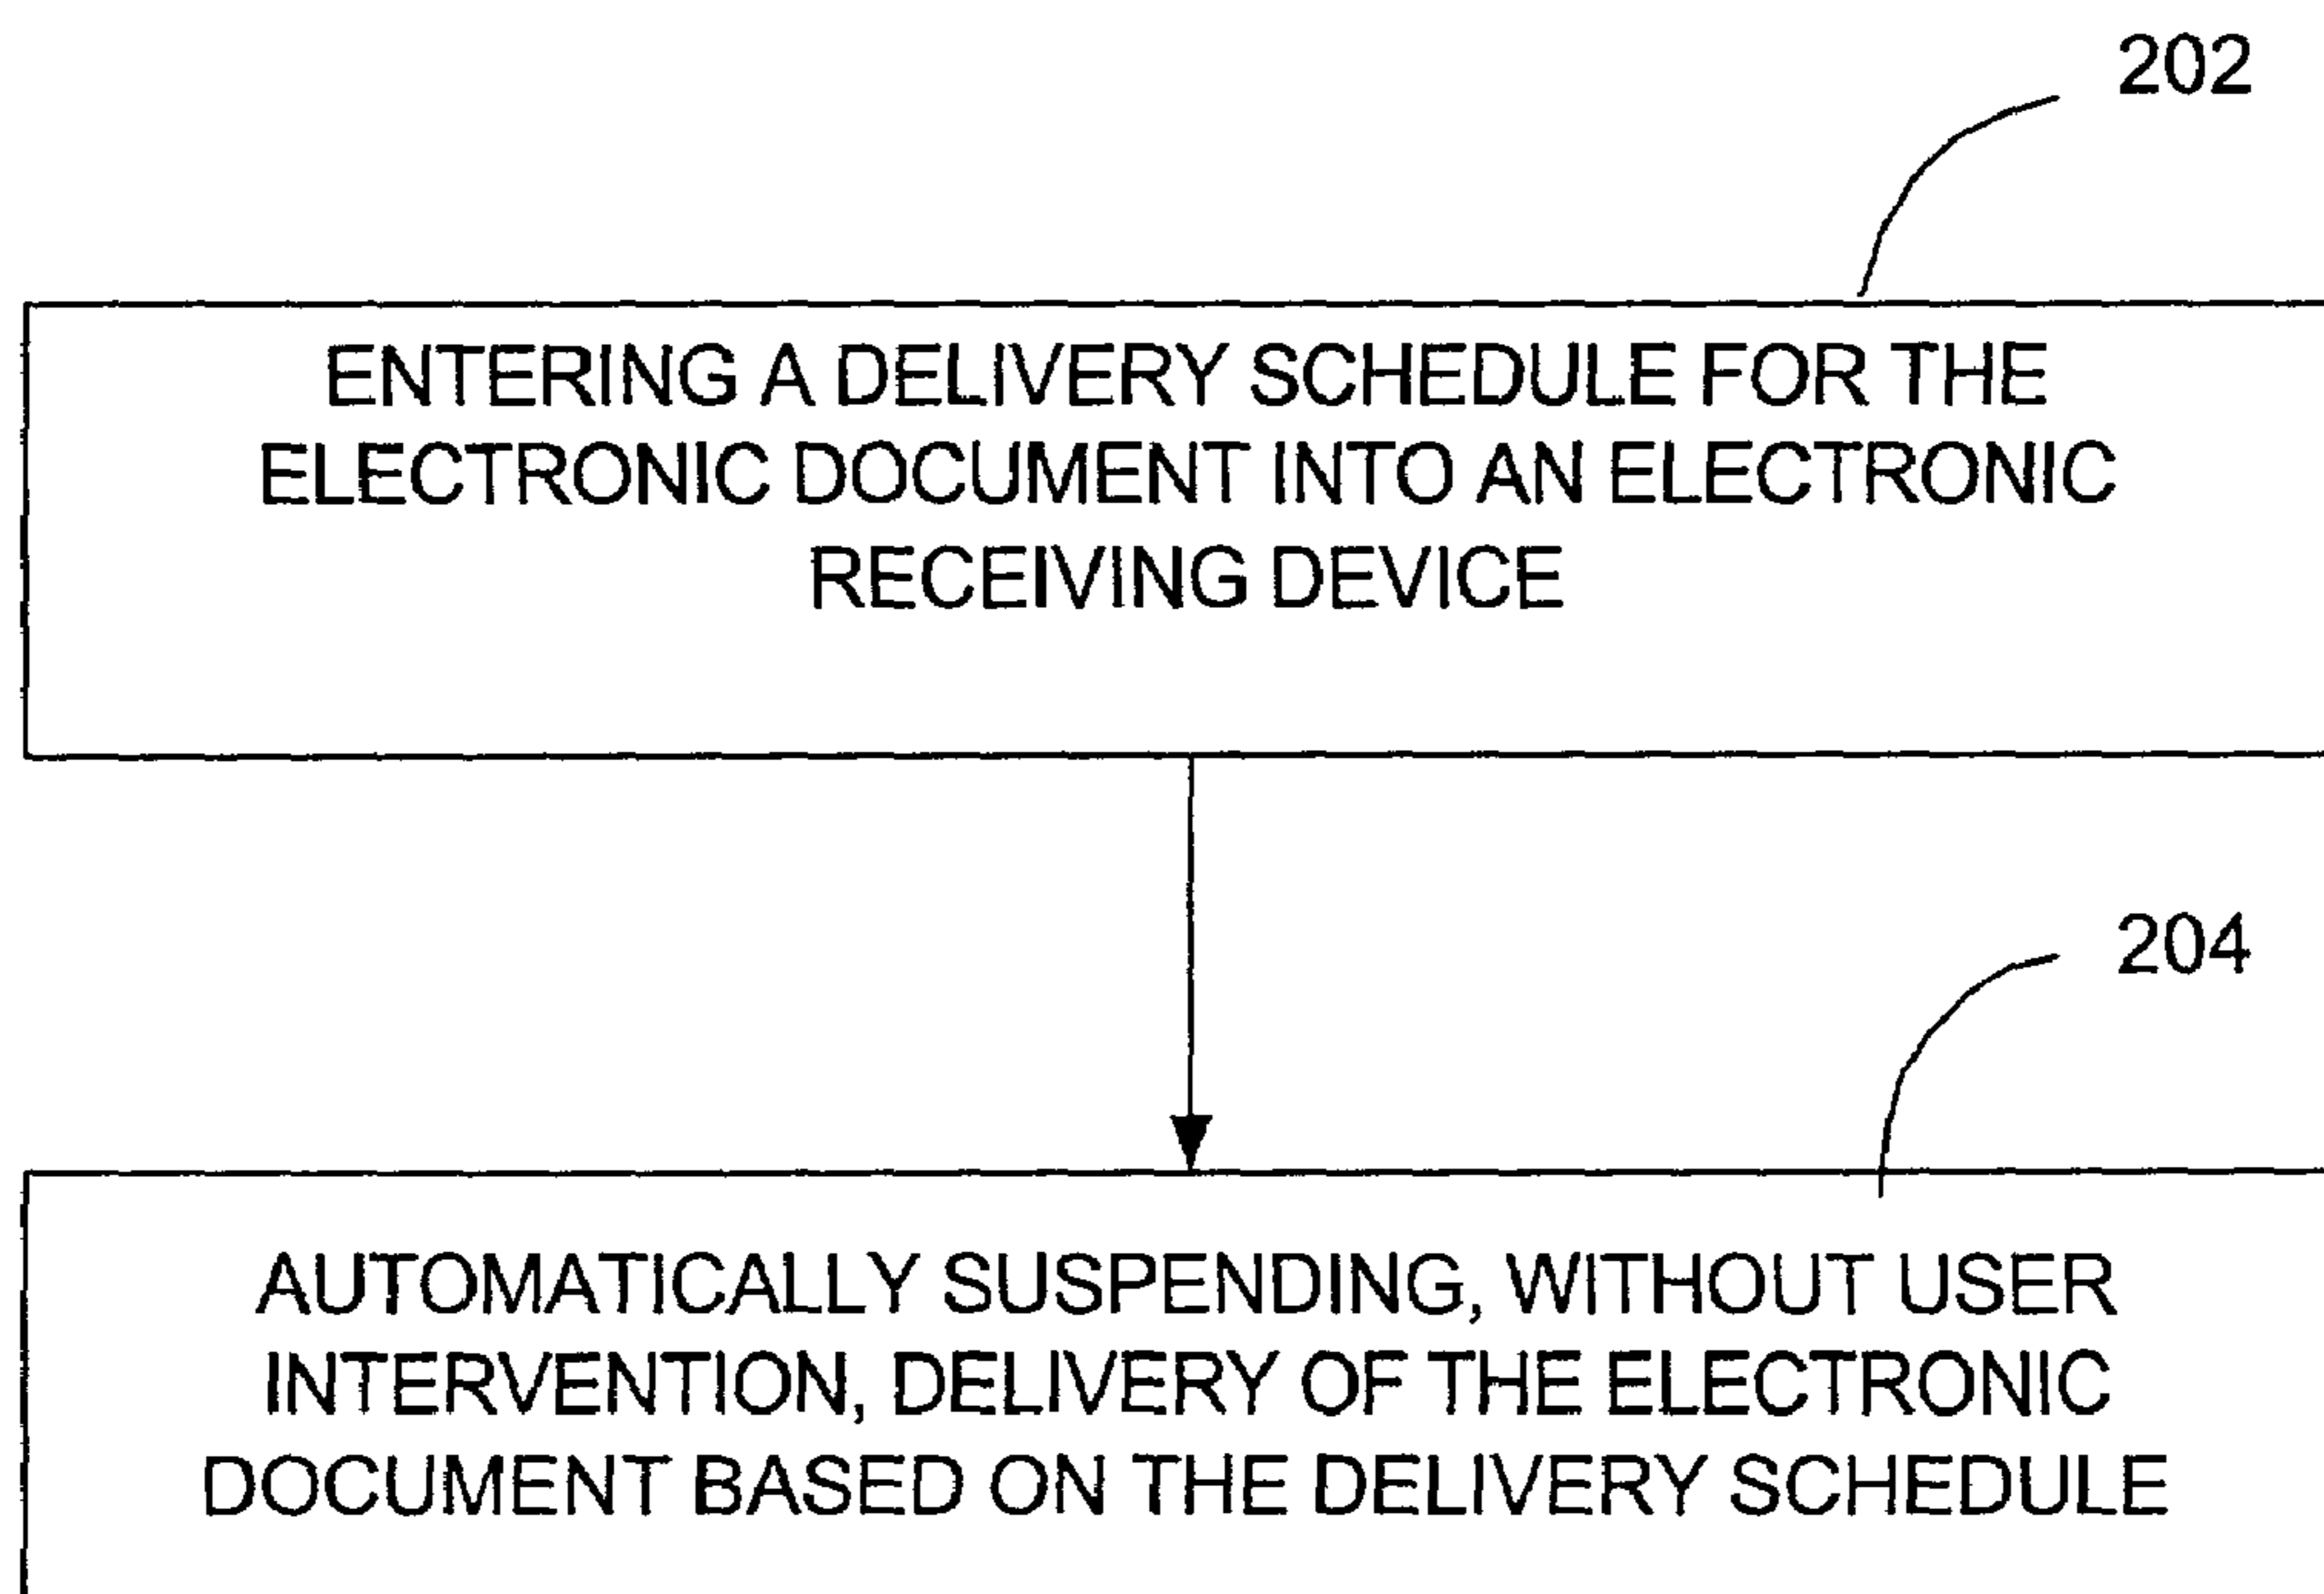 202
ENTERING A DELIVERY SCHEDULE FOR THE
ELECTRONIC DOCUMENT INTO AN ELECTRONIC
RECEIVING DEVICE
204
AUTOMATICALLY SUSPENDING, WITHOUT USER
INTERVENTION, DELIVERY OF THE ELECTRONIC
DOCUMENT BASED ON THE DELIVERY SCHEDULE